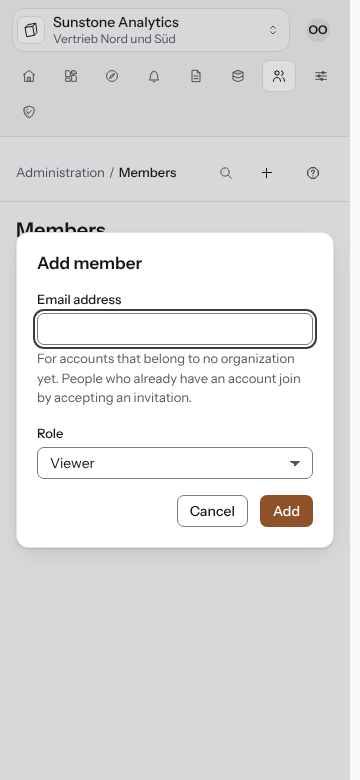 Sunstone Analytics
Vertrieb Nord und Süd
OO
Administration / Members
Members
Add member
Email address
For accounts that belong to no organization
yet. People who already have an account join
by accepting an invitation.
Role
Viewer
Cancel
Add